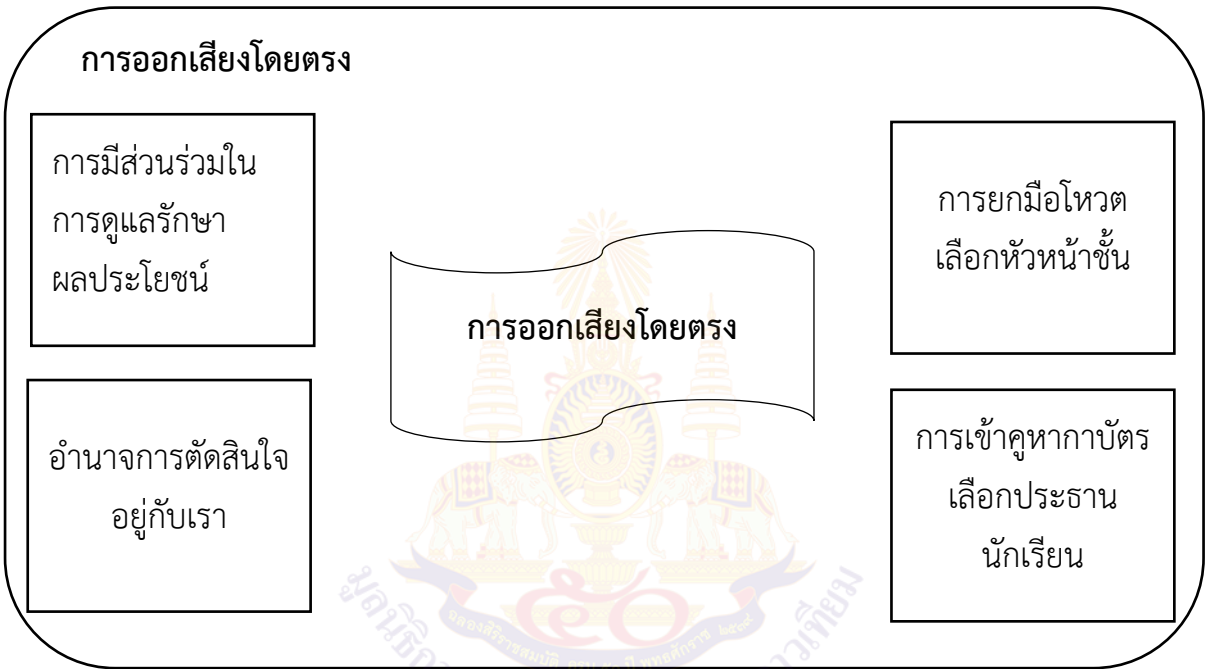 การออกเสียงโดยตรง
การมีส่วนร่วมใน
การดูแลรักษา
ผลประโยชน์
อำนาจการตัดสินใจ
อยู่กับเรา
การออกเสียงโดยตรง
การยกมือโหวต
เลือกหัวหน้าชั้น
การเข้าคูหากาบัตร
เลือกประธาน
นักเรียน